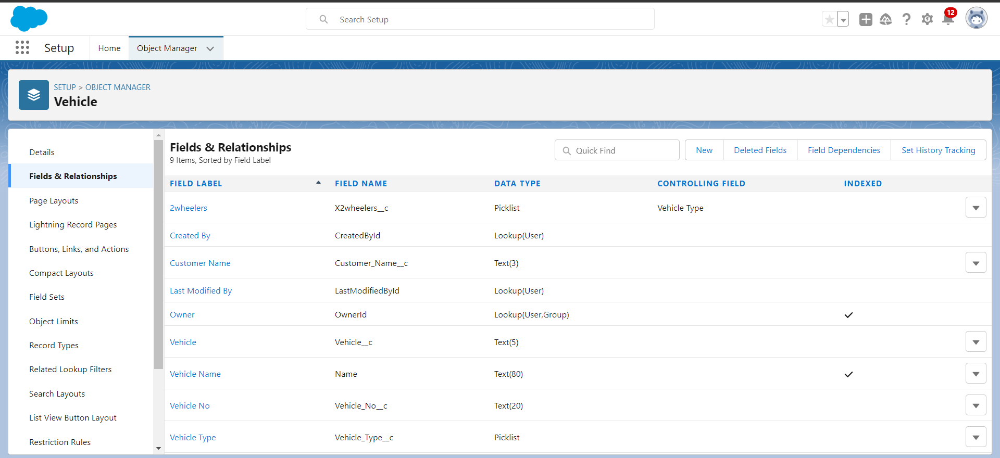 Search Setup
12
Setup
Home
Object Manager
SETUP > OBJECT MANAGER
Vehicle
Details
Fields & Relationships
Page Layouts
Lightning Record Pages
Buttons, Links, and Actions
Compact Layouts
Field Sets
Object Limits
Record Types
Related Lookup Filters
Search Layouts
List View Button Layout
Restriction Rules
Fields & Relationships
9 Items, Sorted by Field Label
Quick Find
New
Deleted Fields
Field Dependencies
Set History Tracking
FIELD LABEL FIELD NAME DATA TYPE CONTROLLING FIELD INDEXED
2wheelers X2wheelers__c Picklist Vehicle Type
Created By CreatedById Lookup(User)
Customer Name Customer_Name__c Text(3)
Last Modified By LastModifiedById Lookup(User)
Owner OwnerId Lookup(User,Group)
Vehicle Vehicle__c Text(5)
Vehicle Name Name Text(80)
Vehicle No Vehicle_No__c Text(20)
Vehicle Type Vehicle_Type__c Picklist